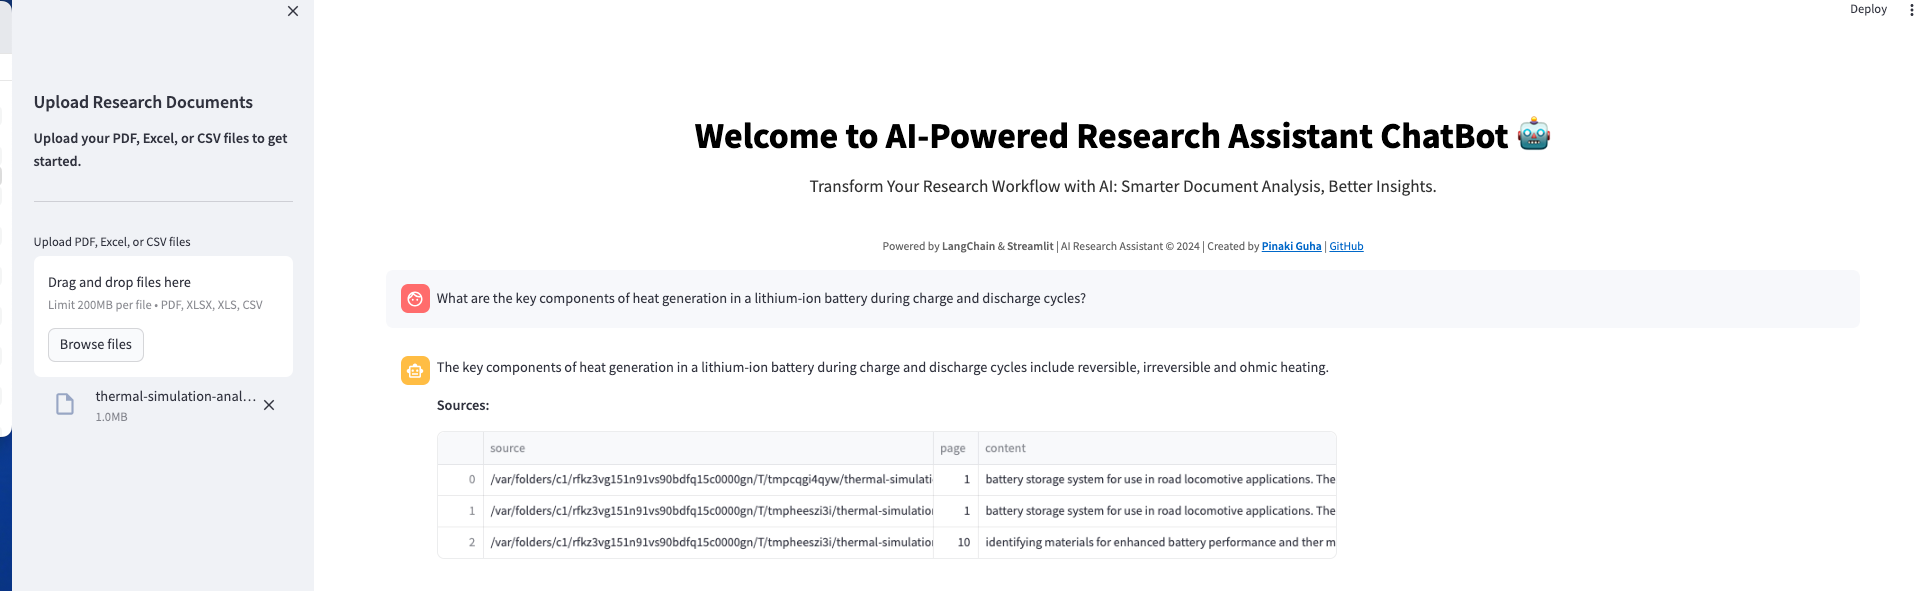 Deploy
Upload Research Documents
Upload your PDF, Excel, or CSV files to get
started.
Upload PDF, Excel, or CSV files
Drag and drop files here
Limit 200MB per file • PDF, XLSX, XLS, CSV
Browse files
thermal-simulation-anal...
1.0MB
Welcome to AI-Powered Research Assistant ChatBot 🤖
Transform Your Research Workflow with AI: Smarter Document Analysis, Better Insights.
Powered by LangChain & Streamlit | AI Research Assistant © 2024 | Created by Pinaki Guha | GitHub
What are the key components of heat generation in a lithium-ion battery during charge and discharge cycles?
The key components of heat generation in a lithium-ion battery during charge and discharge cycles include reversible, irreversible and ohmic heating.
Sources:
source page content
0 /var/folders/c1/rfkz3vg151n91vs90bdfq15c0000gn/T/tmpcqgi4qyw/thermal-simulati 1 battery storage system for use in road locomotive applications. The
1 /var/folders/c1/rfkz3vg151n91vs90bdfq15c0000gn/T/tmpheeszi3i/thermal-simulation 1 battery storage system for use in road locomotive applications. The
2 /var/folders/c1/rfkz3vg151n91vs90bdfq15c0000gn/T/tmpheeszi3i/thermal-simulation 10 identifying materials for enhanced battery performance and ther m